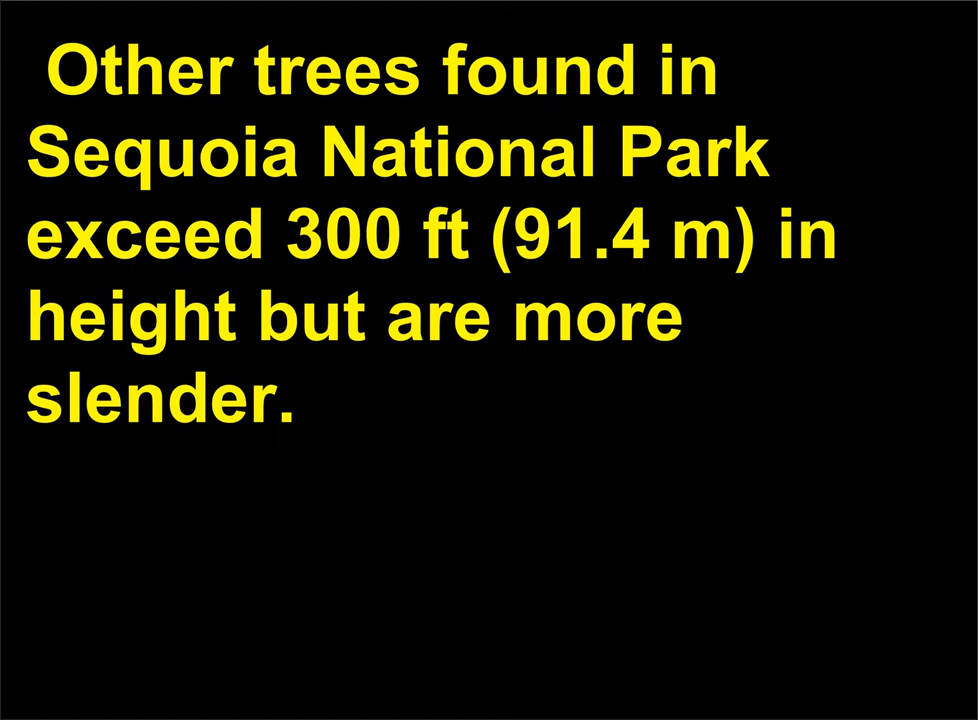 Other trees found in
Sequoia National Park
exceed 300 ft (91.4 m) in
height but are more
slender.